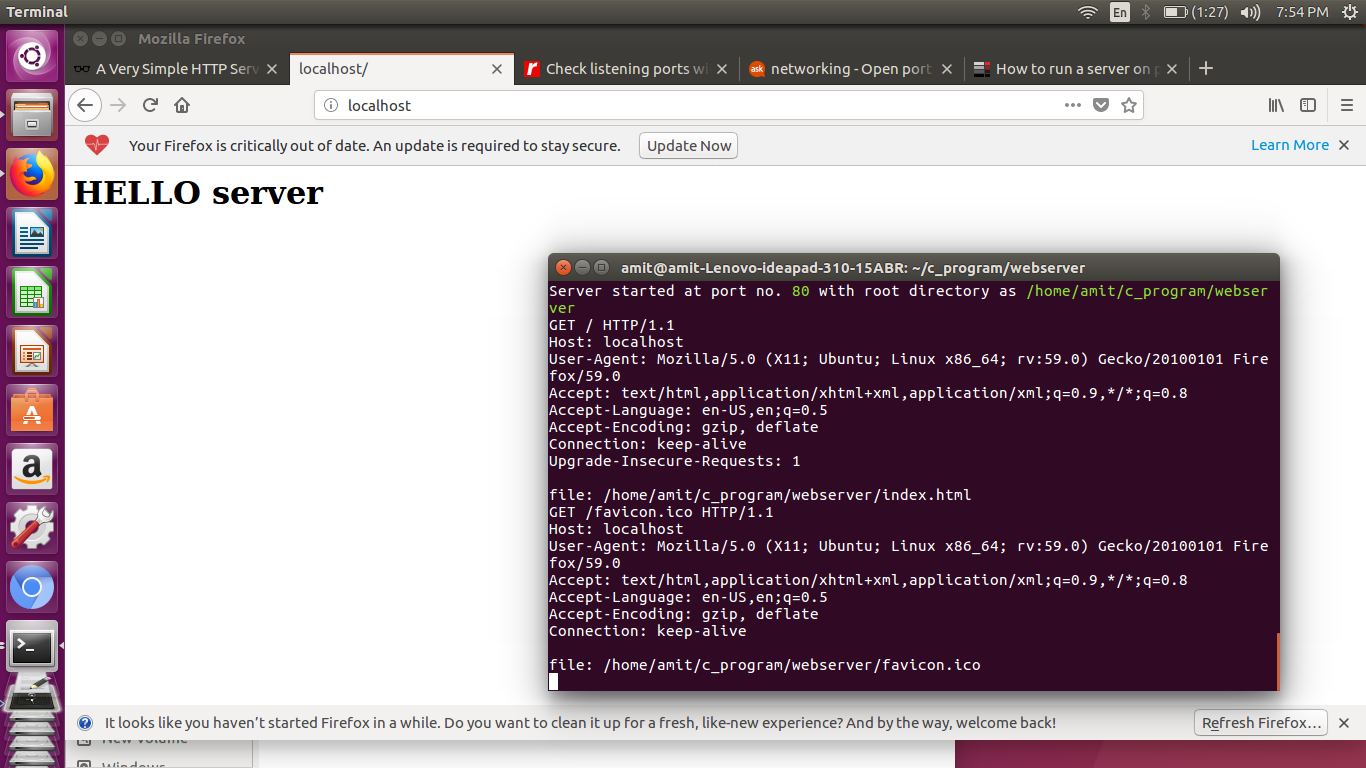 Terminal
En
(1:27)
7:54 PM
Mozilla Firefox
A Very Simple HTTP Serv
localhost/
Check listening ports wi
ask
networking - Open port
How to run a server on p
localhost
Your Firefox is critically out of date. An update is required to stay secure.
Update Now
Learn More
HELLO server
amit@amit-Lenovo-ideapad-310-15ABR: ~/c_program/webserver
Server started at port no. 80 with root directory as /home/amit/c_program/webser
ver
GET / HTTP/1.1
Host: localhost
User-Agent: Mozilla/5.0 (X11; Ubuntu; Linux x86_64; rv:59.0) Gecko/20100101 Fire
fox/59.0
Accept: text/html,application/xhtml+xml,application/xml;q=0.9,*/*;q=0.8
Accept-Language: en-US,en;q=0.5
Accept-Encoding: gzip, deflate
Connection: keep-alive
Upgrade-Insecure-Requests: 1
file: /home/amit/c_program/webserver/index.html
GET /favicon.ico HTTP/1.1
Host: localhost
User-Agent: Mozilla/5.0 (X11; Ubuntu; Linux x86_64; rv:59.0) Gecko/20100101 Fire
fox/59.0
Accept: text/html,application/xhtml+xml,application/xml;q=0.9,*/*;q=0.8
Accept-Language: en-US,en;q=0.5
Accept-Encoding: gzip, deflate
Connection: keep-alive
file: /home/amit/c_program/webserver/favicon.ico
It looks like you haven't started Firefox in a while. Do you want to clean it up for a fresh, like-new experience? And by the way, welcome back!
Refresh Firefox...
New Volume
Windows